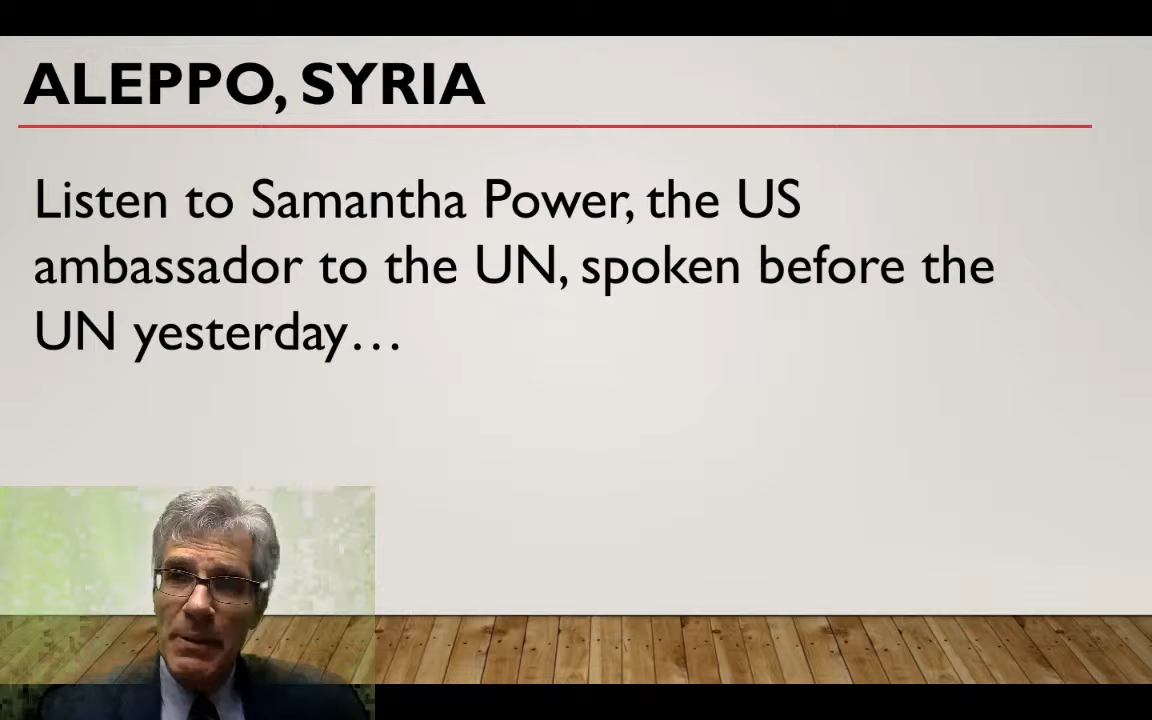 ALEPPO, SYRIA
Listen to Samantha Power, the US
ambassador to the UN, spoken before the
UN yesterday…